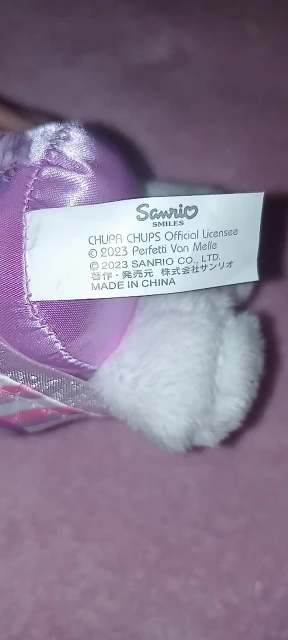 Sanrio
SMILES
CHUPA CHUPS Official Licensee
© 2023 Perfetti Van Melle
© 2023 SANRIO CO., LTD.
著作・発売元 株式会社サンリオ
MADE IN CHINA